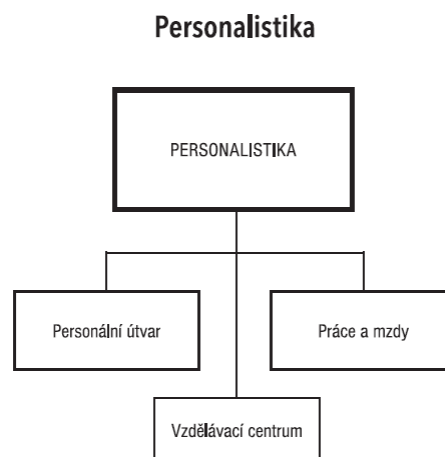 Personalistika
PERSONALISTIKA
Personální útvar
Práce a mzdy
Vzdělávací centrum